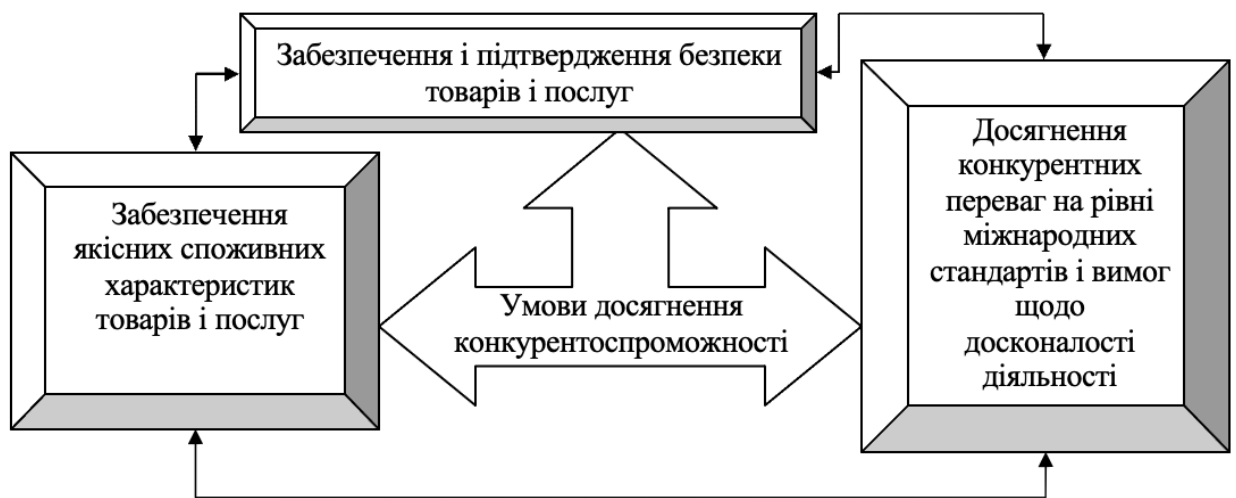 Забезпечення і підтвердження безпеки
товарів і послуг
Забезпечення
якісних споживних
характеристик
товарів і послуг
Умови досягнення
конкурентоспроможності
Досягнення
конкурентних
переваг на рівні
міжнародних
стандартів і вимог
щодо
досконалості
діяльності